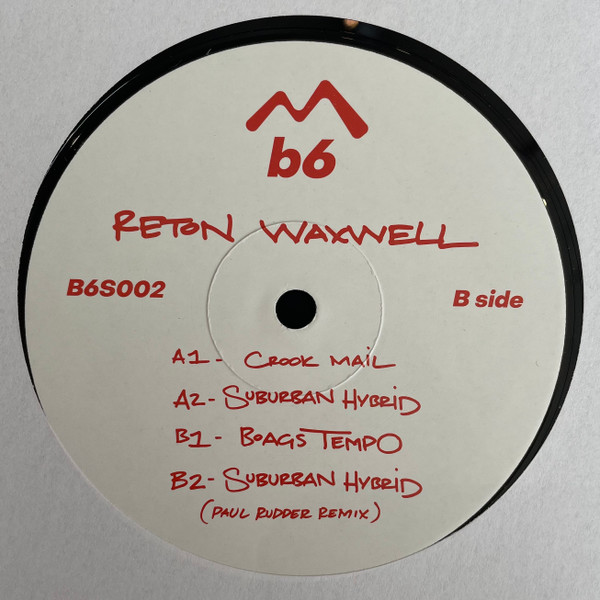 b6
RETON WAXWELL
B6S002
B side
A1 - CROOK MAiL
A2 - SUBURBAN HYBRiD
B1 - BOAGS TEMPO
B2 - SUBURBAN HYBRiD
(PAUL RUDDER REMiX)